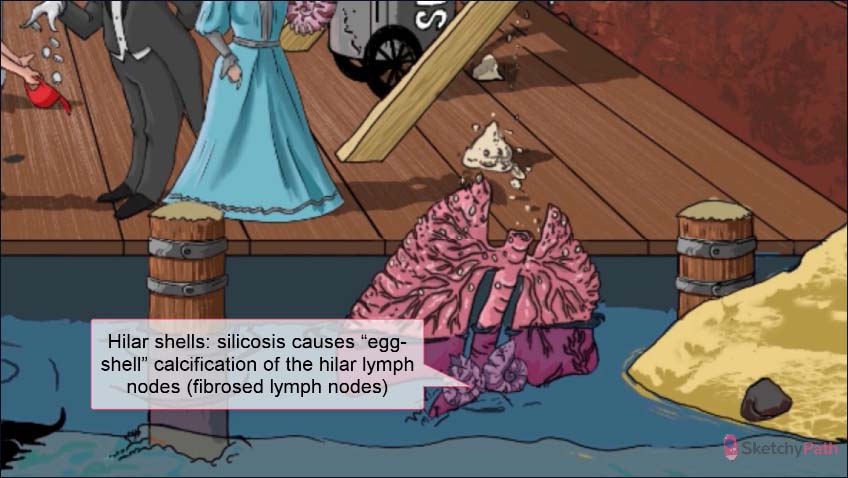 Hilar shells: silicosis causes “egg-
shell” calcification of the hilar lymph
nodes (fibrosed lymph nodes)
SketchyPath